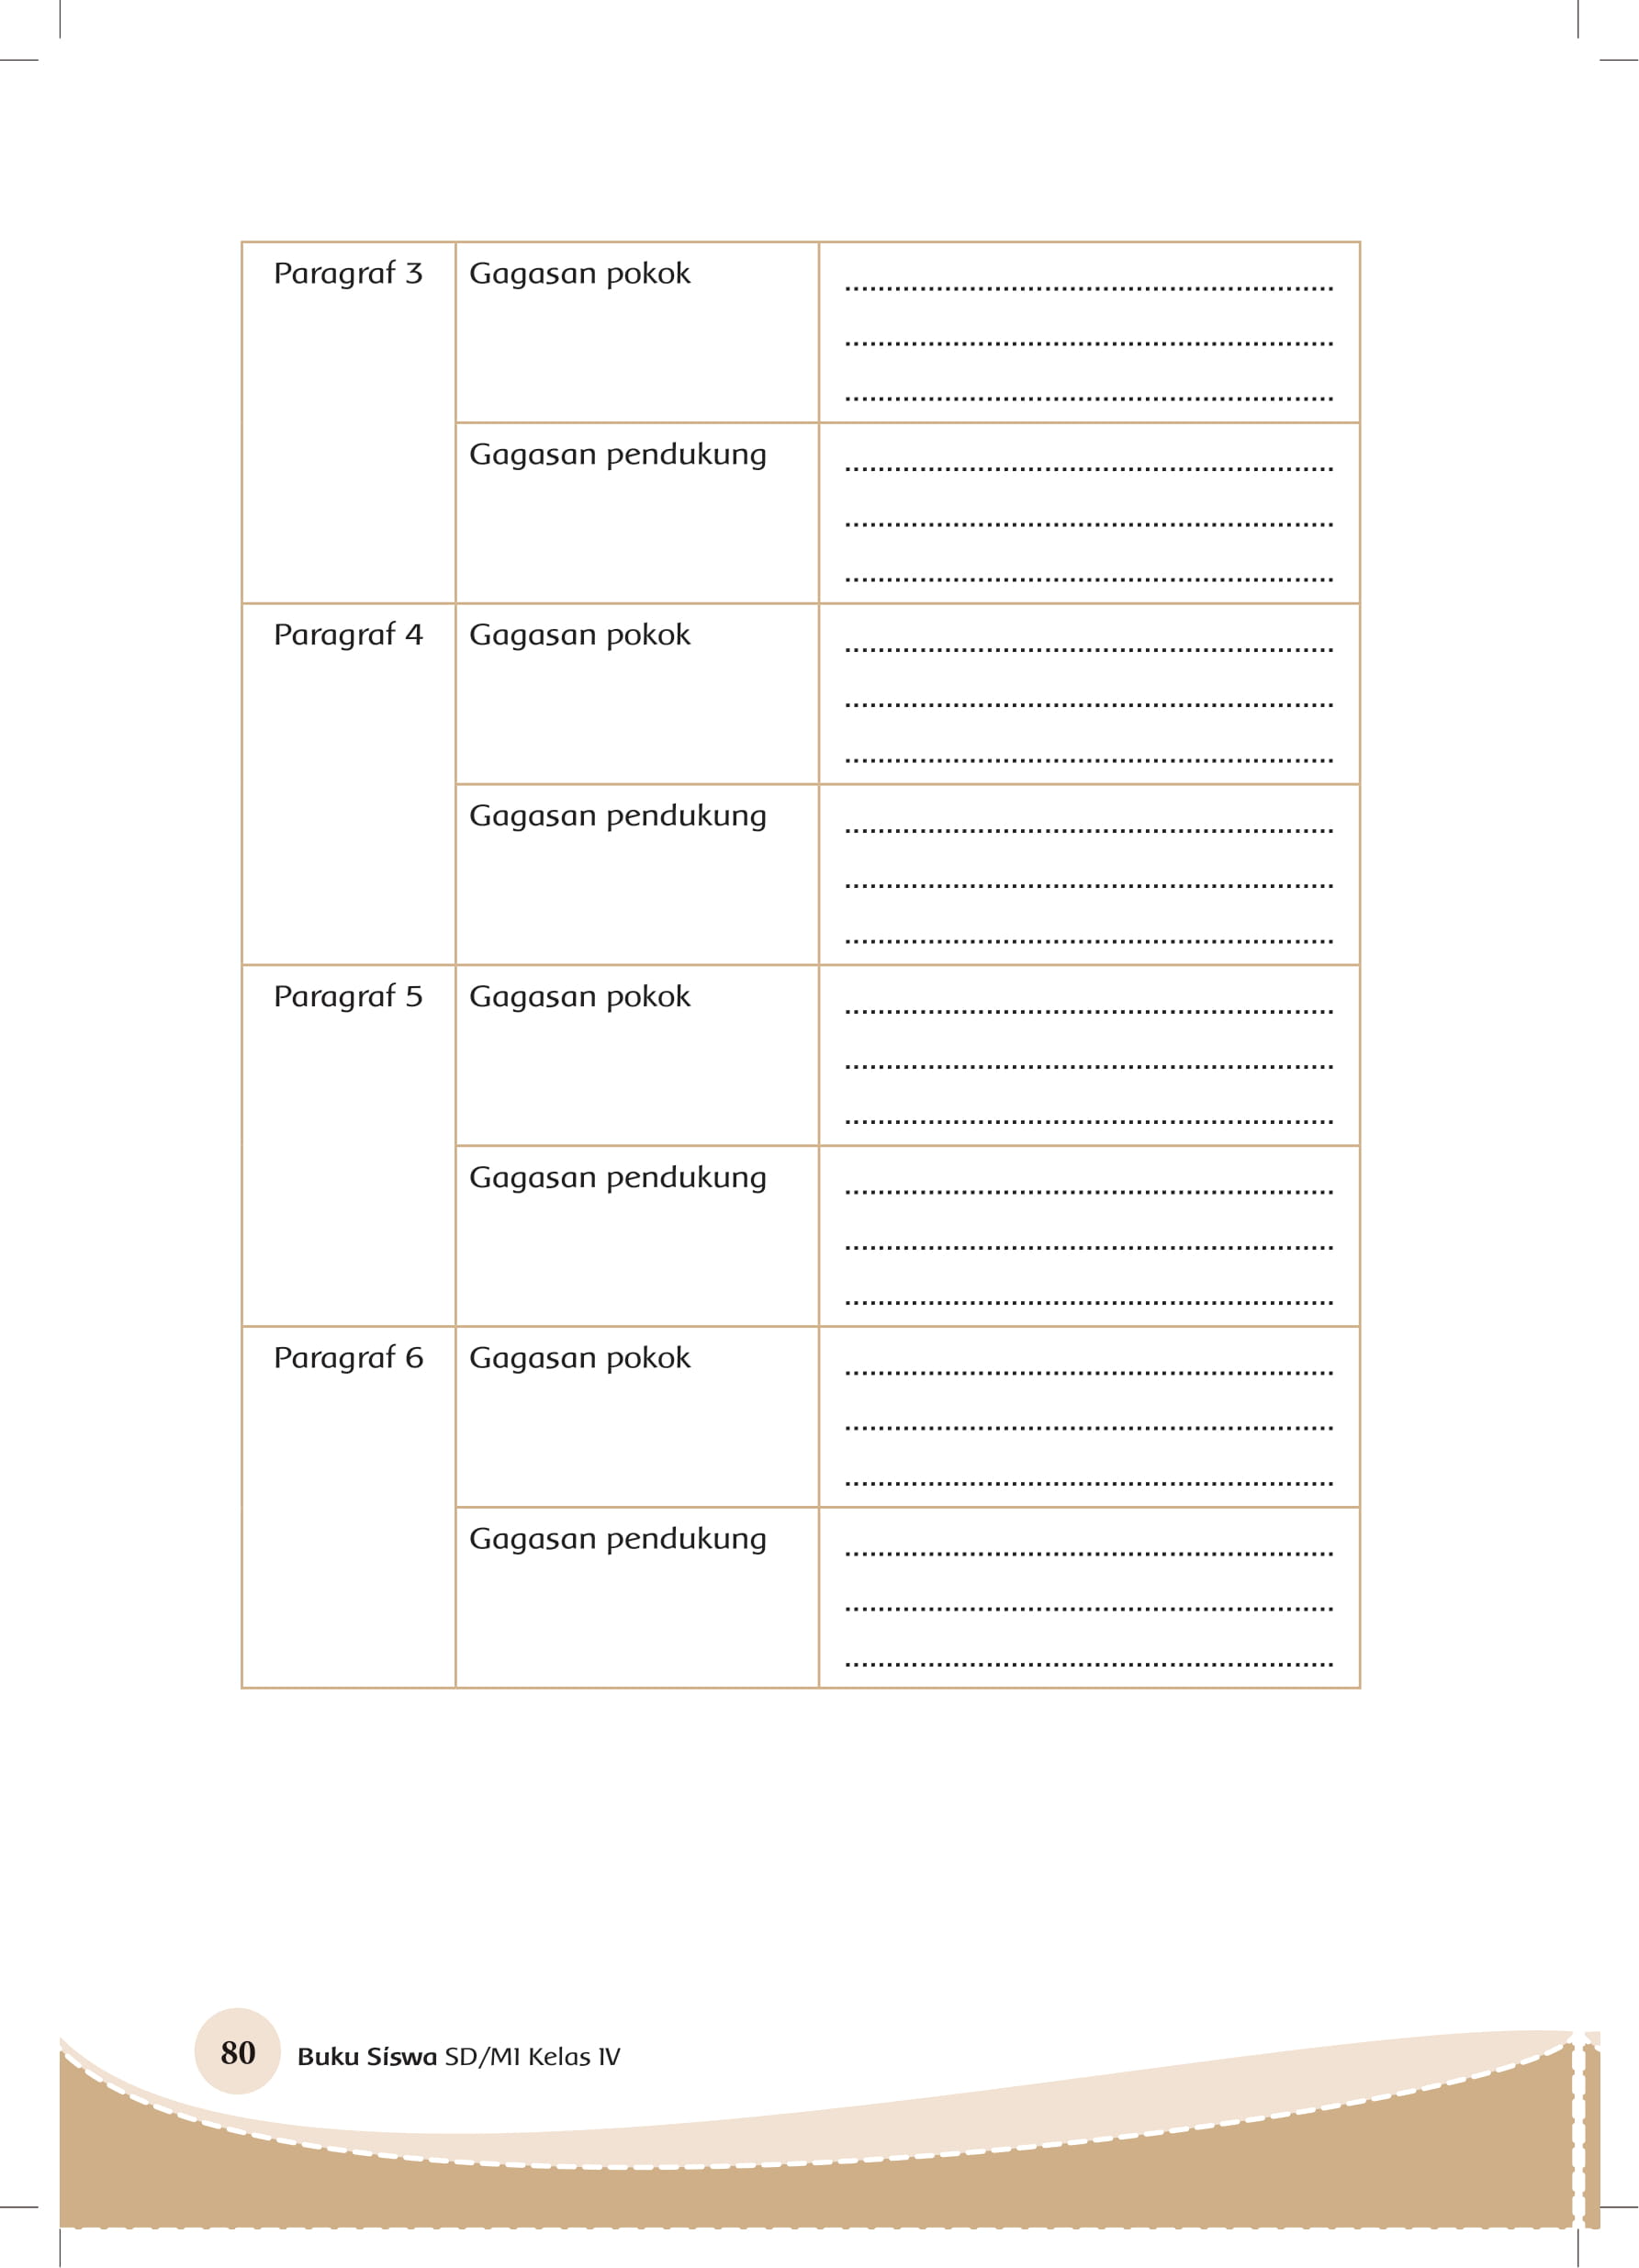 Paragraf 3 Gagasan pokok ...........................................................
...........................................................
...........................................................
Gagasan pendukung ...........................................................
...........................................................
...........................................................
Paragraf 4 Gagasan pokok ...........................................................
...........................................................
...........................................................
Gagasan pendukung ...........................................................
...........................................................
...........................................................
Paragraf 5 Gagasan pokok ...........................................................
...........................................................
...........................................................
Gagasan pendukung ...........................................................
...........................................................
...........................................................
Paragraf 6 Gagasan pokok ...........................................................
...........................................................
...........................................................
Gagasan pendukung ...........................................................
...........................................................
...........................................................
80 Buku Siswa SD/MI Kelas IV